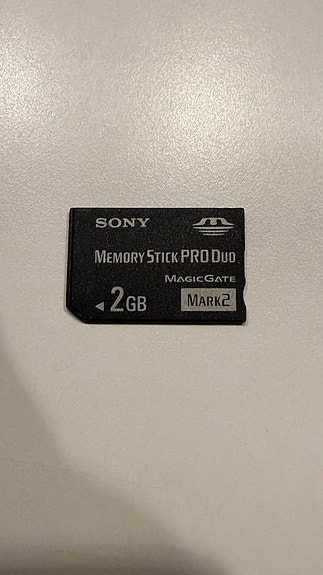 SONY
MEMORY STICK PRO DUO
MAGICGATE
2GB MARK2